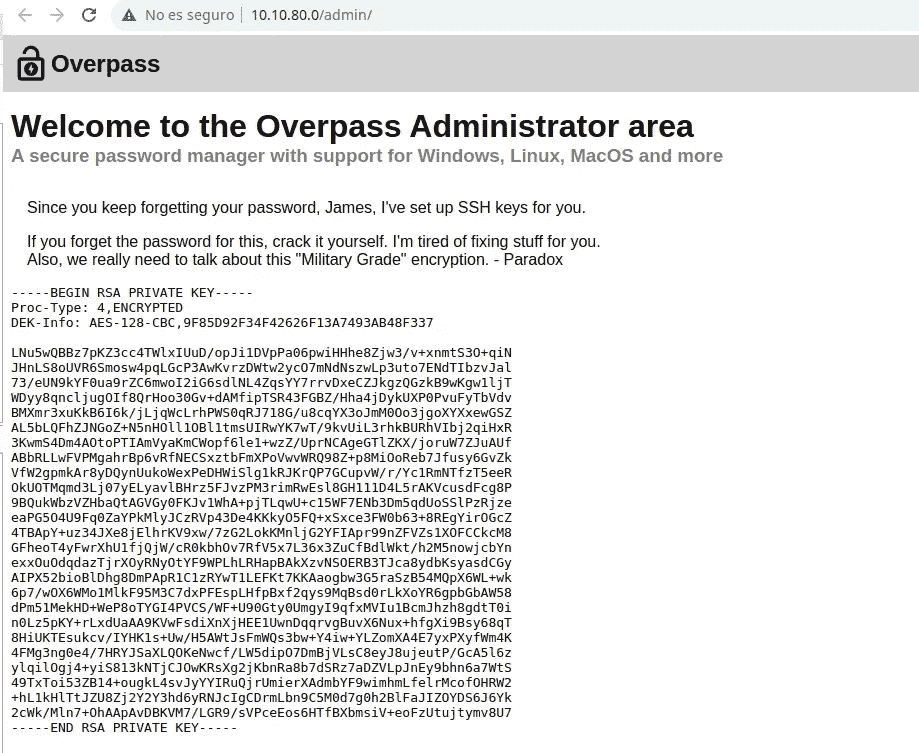 No es seguro 10.10.80.0/admin/
Overpass
Welcome to the Overpass Administrator area
A secure password manager with support for Windows, Linux, MacOS and more
Since you keep forgetting your password, James, I've set up SSH keys for you.
If you forget the password for this, crack it yourself. I'm tired of fixing stuff for you.
Also, we really need to talk about this "Military Grade" encryption. - Paradox
-----BEGIN RSA PRIVATE KEY-----
Proc-Type: 4,ENCRYPTED
DEK-Info: AES-128-CBC,9F85D92F34F42626F13A7493AB48F337
LNu5wQBBz7pKZ3cc4TWlxIUuD/opJi1DVpPa06pwiHHhe8Zjw3/v+xnmtS3O+qiN
JHnLS8oUVR6Smosw4pqLGcP3AwKvrzDWtw2ycO7mNdNszwLp3uto7ENdTIbzvJal
73/eUN9kYF0ua9rZC6mwoI2iG6sdlNL4ZqsYY7rrvDxeCZJkgzQGzkB9wKgw1ljT
WDyy8qncljugOIf8QrHoo30Gv+dAMfipTSR43FGBZ/Hha4jDykUXP0PvuFyTbVdv
BMXmr3xuKkB6I6k/jLjqWcLrhPWS0qRJ718G/u8cqYX3oJmM0Oo3jgoXYXxewGSZ
AL5bLQFhZJNGoZ+N5nHOll1OBl1tmsUIRwYK7wT/9kvUiL3rhkBURhVIbj2qiHxR
3KwmS4Dm4AOtoPTIAmVyaKmCWopf6le1+wzZ/UprNCAgeGTlZKX/joruW7ZJuAUf
ABbRLLwFVPMgahrBp6vRfNECSxztbFmXPoVwvWRQ98Z+p8MiOoReb7Jfusy6GvZk
VfW2gpmkAr8yDQynUukoWexPeDHWiSlg1kRJKrQP7GCupvW/r/Yc1RmNTfzT5eeR
OkUOTMqmd3Lj07yELyavlBHrz5FJvzPM3rimRwEsl8GH111D4L5rAKVcusdFcg8P
9BQukWbzVZHbaQtAGVGy0FKJv1WhA+pjTLqwU+c15WF7ENb3Dm5qdUoSSlPzRjze
eaPG5O4U9Fq0ZaYPkMlyJCzRVp43De4KKkyO5FQ+xSxce3FW0b63+8REgYirOGcZ
4TBApY+uz34JXe8jElhrKV9xw/7zG2LokKMnljG2YFIApr99nZFVZs1XOFCCkcM8
GFheoT4yFwrXhU1fjQjW/cR0kbhOv7RfV5x7L36x3ZuCfBdlWkt/h2M5nowjcbYn
exxOuOdqdazTjrXOyRNyOtYF9WPLhLRHapBAkXzvNSOERB3TJca8ydbKsyasdCGy
AIPX52bioBlDhg8DmPApR1C1zRYwT1LEFKt7KKAaogbw3G5raSzB54MQpX6WL+wk
6p7/wOX6WMo1MlkF95M3C7dxPFEspLHfpBxf2qys9MqBsd0rLkXoYR6gpbGbAW58
dPm51MekHD+WeP8oTYGI4PVCS/WF+U90Gty0UmgyI9qfxMVIu1BcmJhzh8gdtT0i
n0Lz5pKY+rLxdUaAA9KVwFsdiXnXjHEE1UwnDqqrvgBuvX6Nux+hfgXi9Bsy68qT
8HiUKTEsukcv/IYHK1s+Uw/H5AWtJsFmWQs3bw+Y4iw+YLZomXA4E7yxPXyfWm4K
4FMg3ng0e4/7HRYJSaXLQOKeNwcf/LW5dipO7DmBjVLsC8eyJ8ujeutP/GcA5l6z
ylqilOgj4+yiS813kNTjCJOwKRsXg2jKbnRa8b7dSRz7aDZVLpJnEy9bhn6a7WtS
49TxToi53ZB14+ougkL4svJyYYIRuQjrUmierXAdmbYF9wimhmLfelrMcofOHRW2
+hL1kHlTtJZU8Zj2Y2Y3hd6yRNJcIgCDrmLbn9C5M0d7g0h2BlFaJIZOYDS6J6Yk
2cWk/Mln7+OhAApAvDBKVM7/LGR9/sVPceEos6HTfBXbmsiV+eoFzUtujtymv8U7
-----END RSA PRIVATE KEY-----